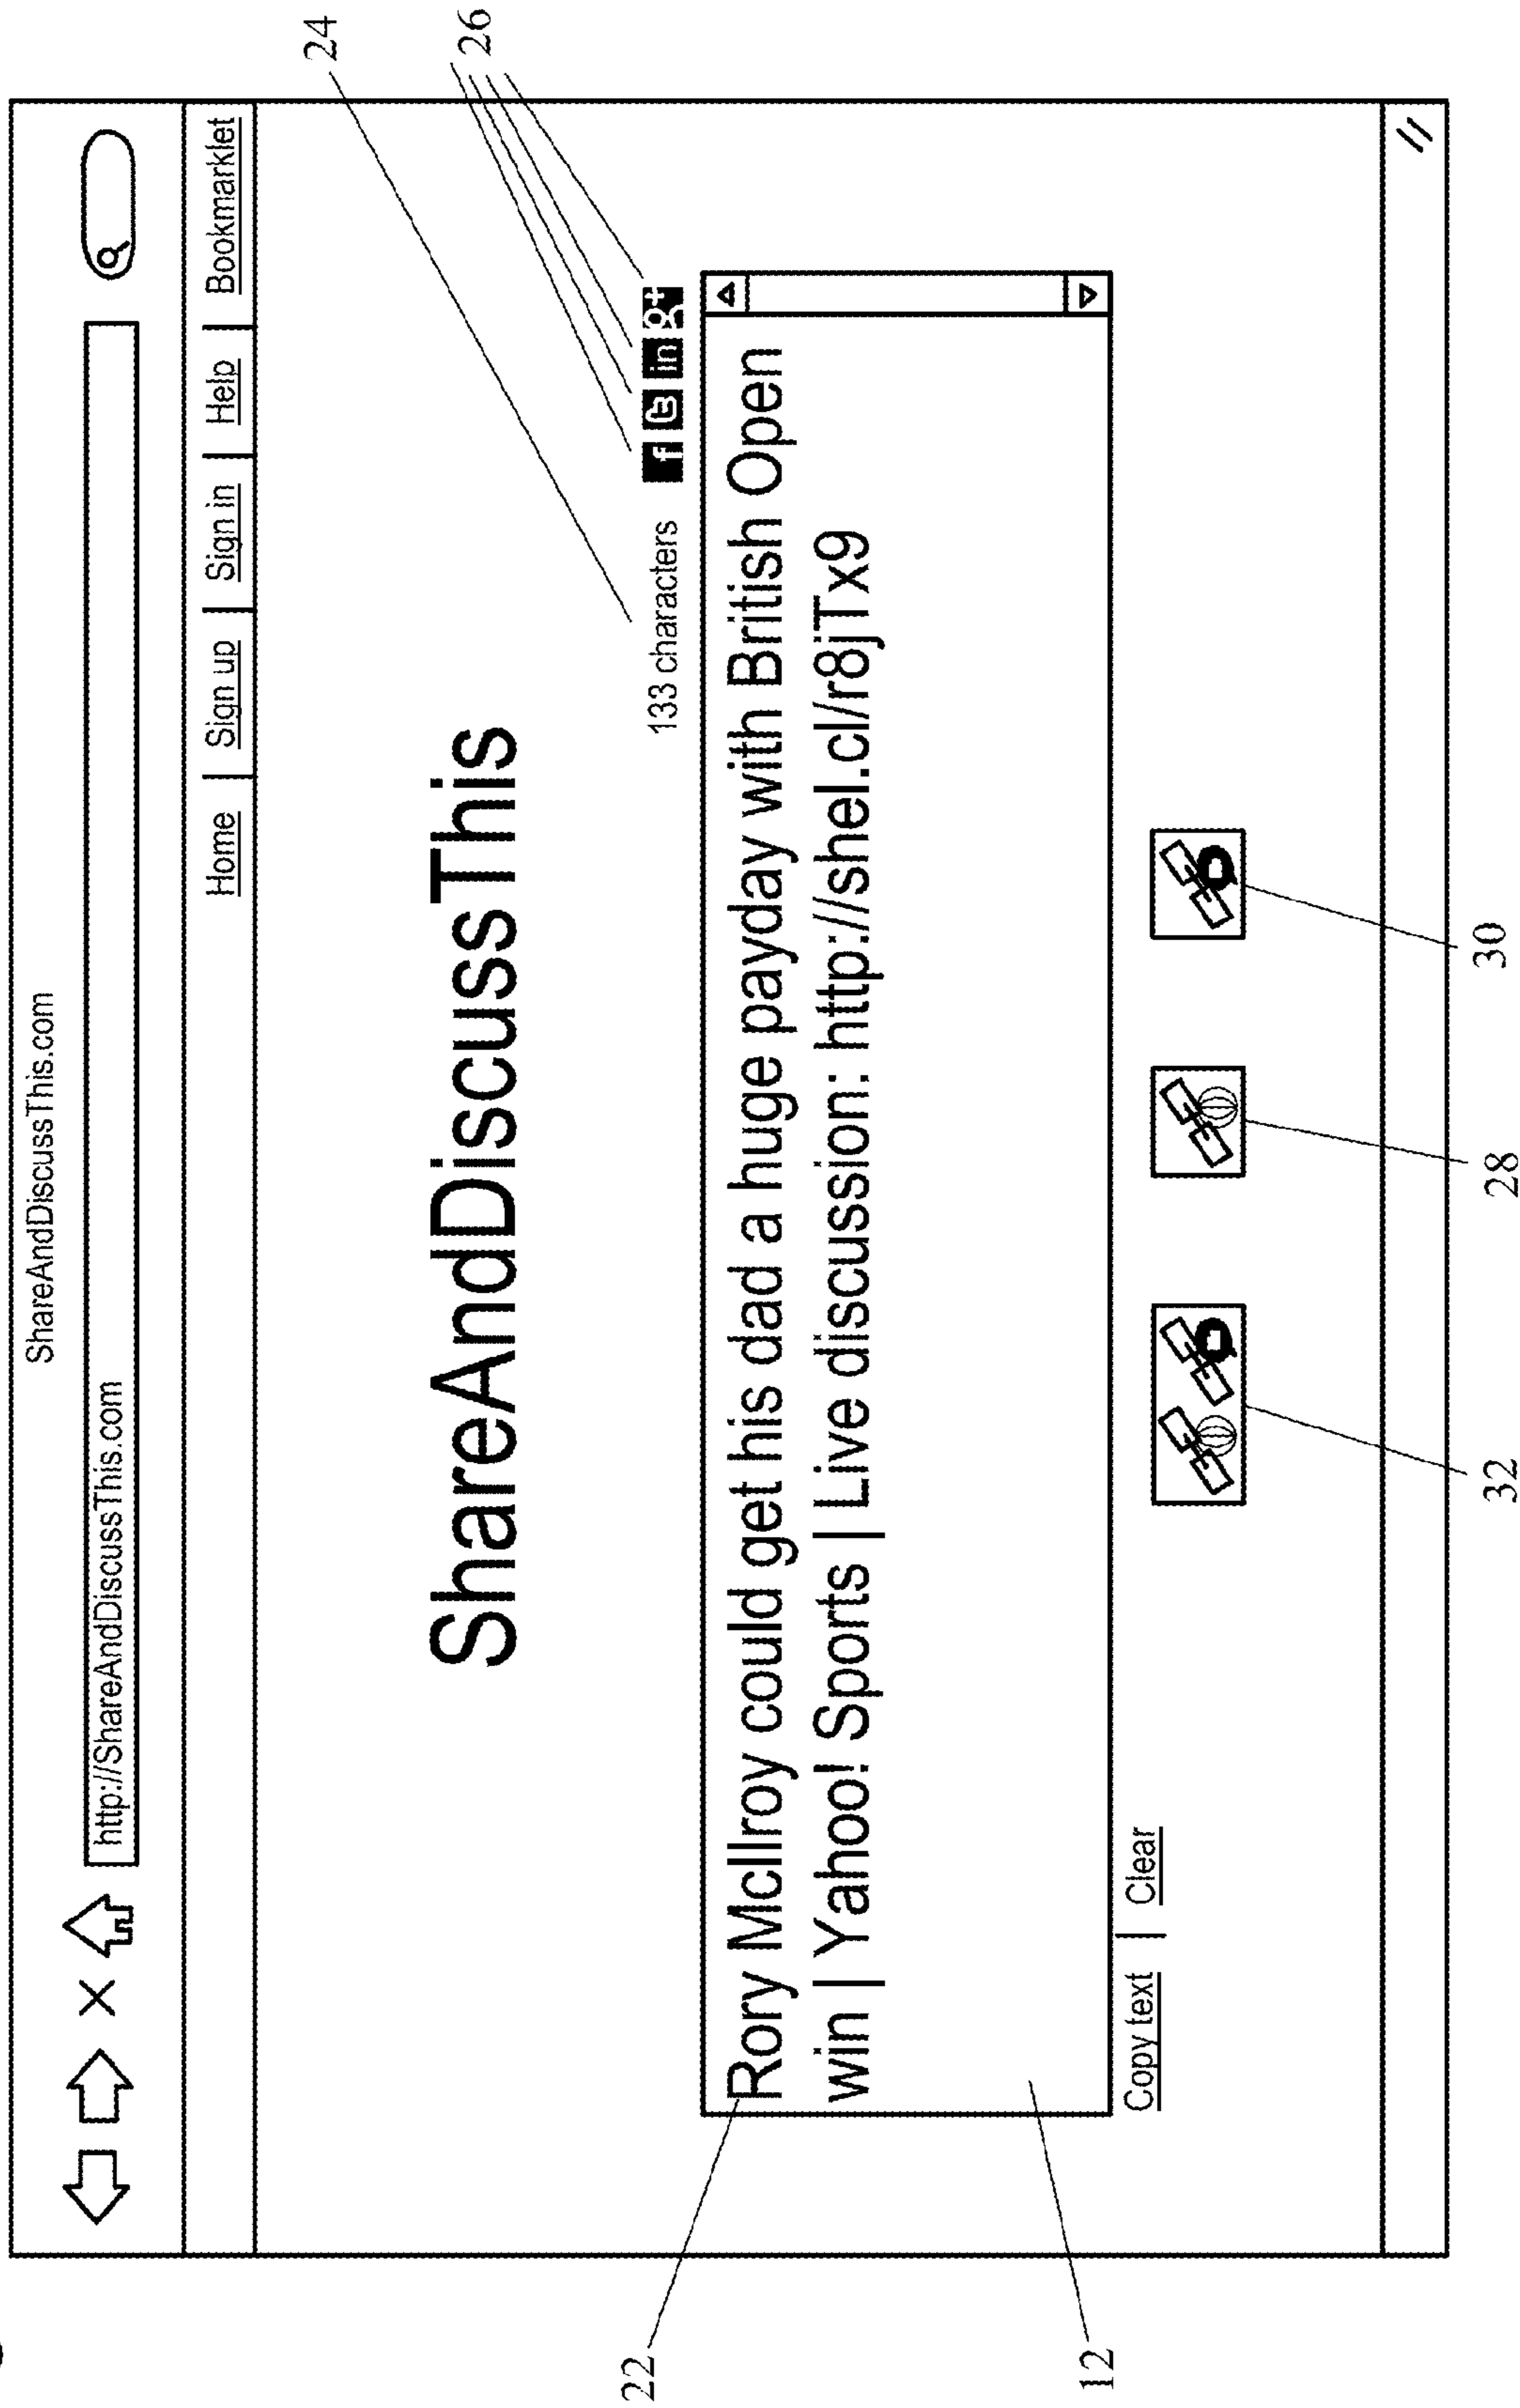 ShareAndDiscussThis.com
http://ShareAndDiscussThis.com
Home | Sign up | Sign in | Help | Bookmarklet
ShareAndDiscussThis
24
26
133 characters
f t in g+
22
Rory McIlroy could get his dad a huge payday with British Open
win | Yahoo! Sports | Live discussion: http://shel.cl/r8jTx9
12
Copy text | Clear
32
28
30